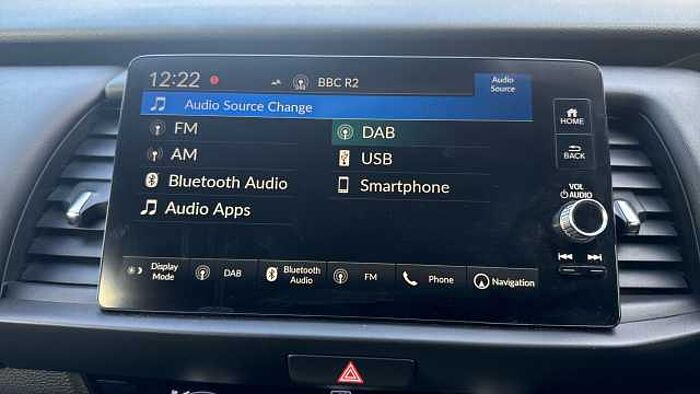 12:22 BBC R2 Audio Source
Audio Source Change
FM DAB
AM USB
Bluetooth Audio Smartphone
Audio Apps
Display Mode DAB Bluetooth Audio FM Phone Navigation
HOME
BACK
VOL
AUDIO